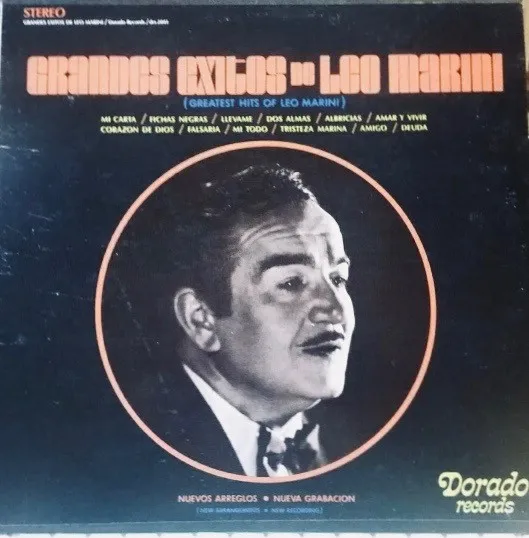 STEREO
GRANDES EXITOS DE LEO MARINI / Dorado Records / Drs.2005
GRANDES EXITOS DE LEO MARINI
(GREATEST HITS OF LEO MARINI)
MI CARTA / FICHAS NEGRAS / LLEVAME / DOS ALMAS / ALBRICIAS / AMAR Y VIVIR
CORAZON DE DIOS / FALSARIA / MI TODO / TRISTEZA MARINA / AMIGO / DEUDA
NUEVOS ARREGLOS • NUEVA GRABACION
(NEW ARRANGEMENTS • NEW RECORDING)
Dorado
records